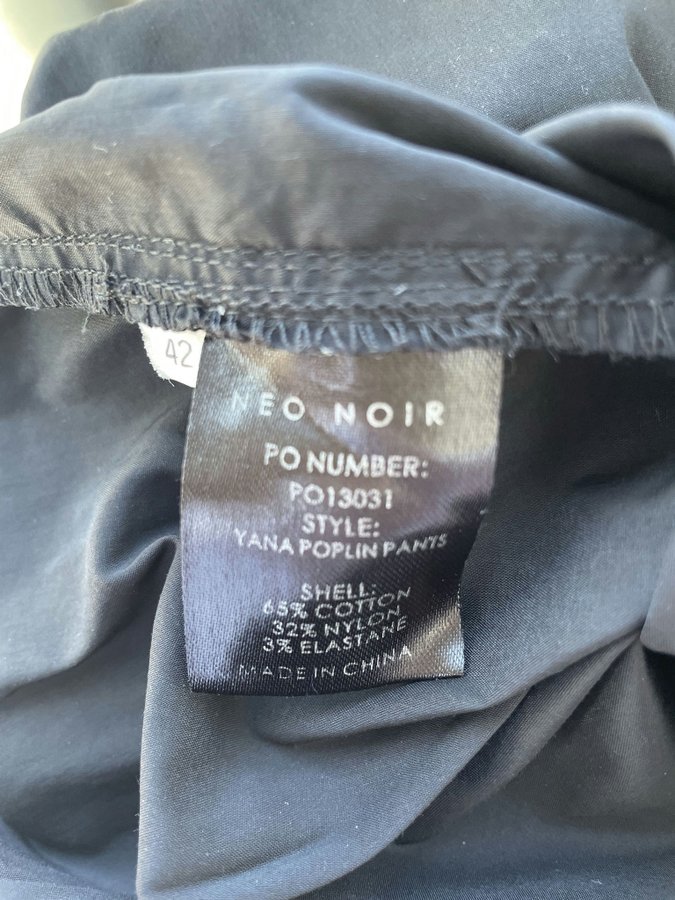 42
NEO NOIR
PO NUMBER:
PO13031
STYLE:
YANA POPLIN PANTS
SHELL:
65% COTTON
32% NYLON
3% ELASTANE
MADE IN CHINA